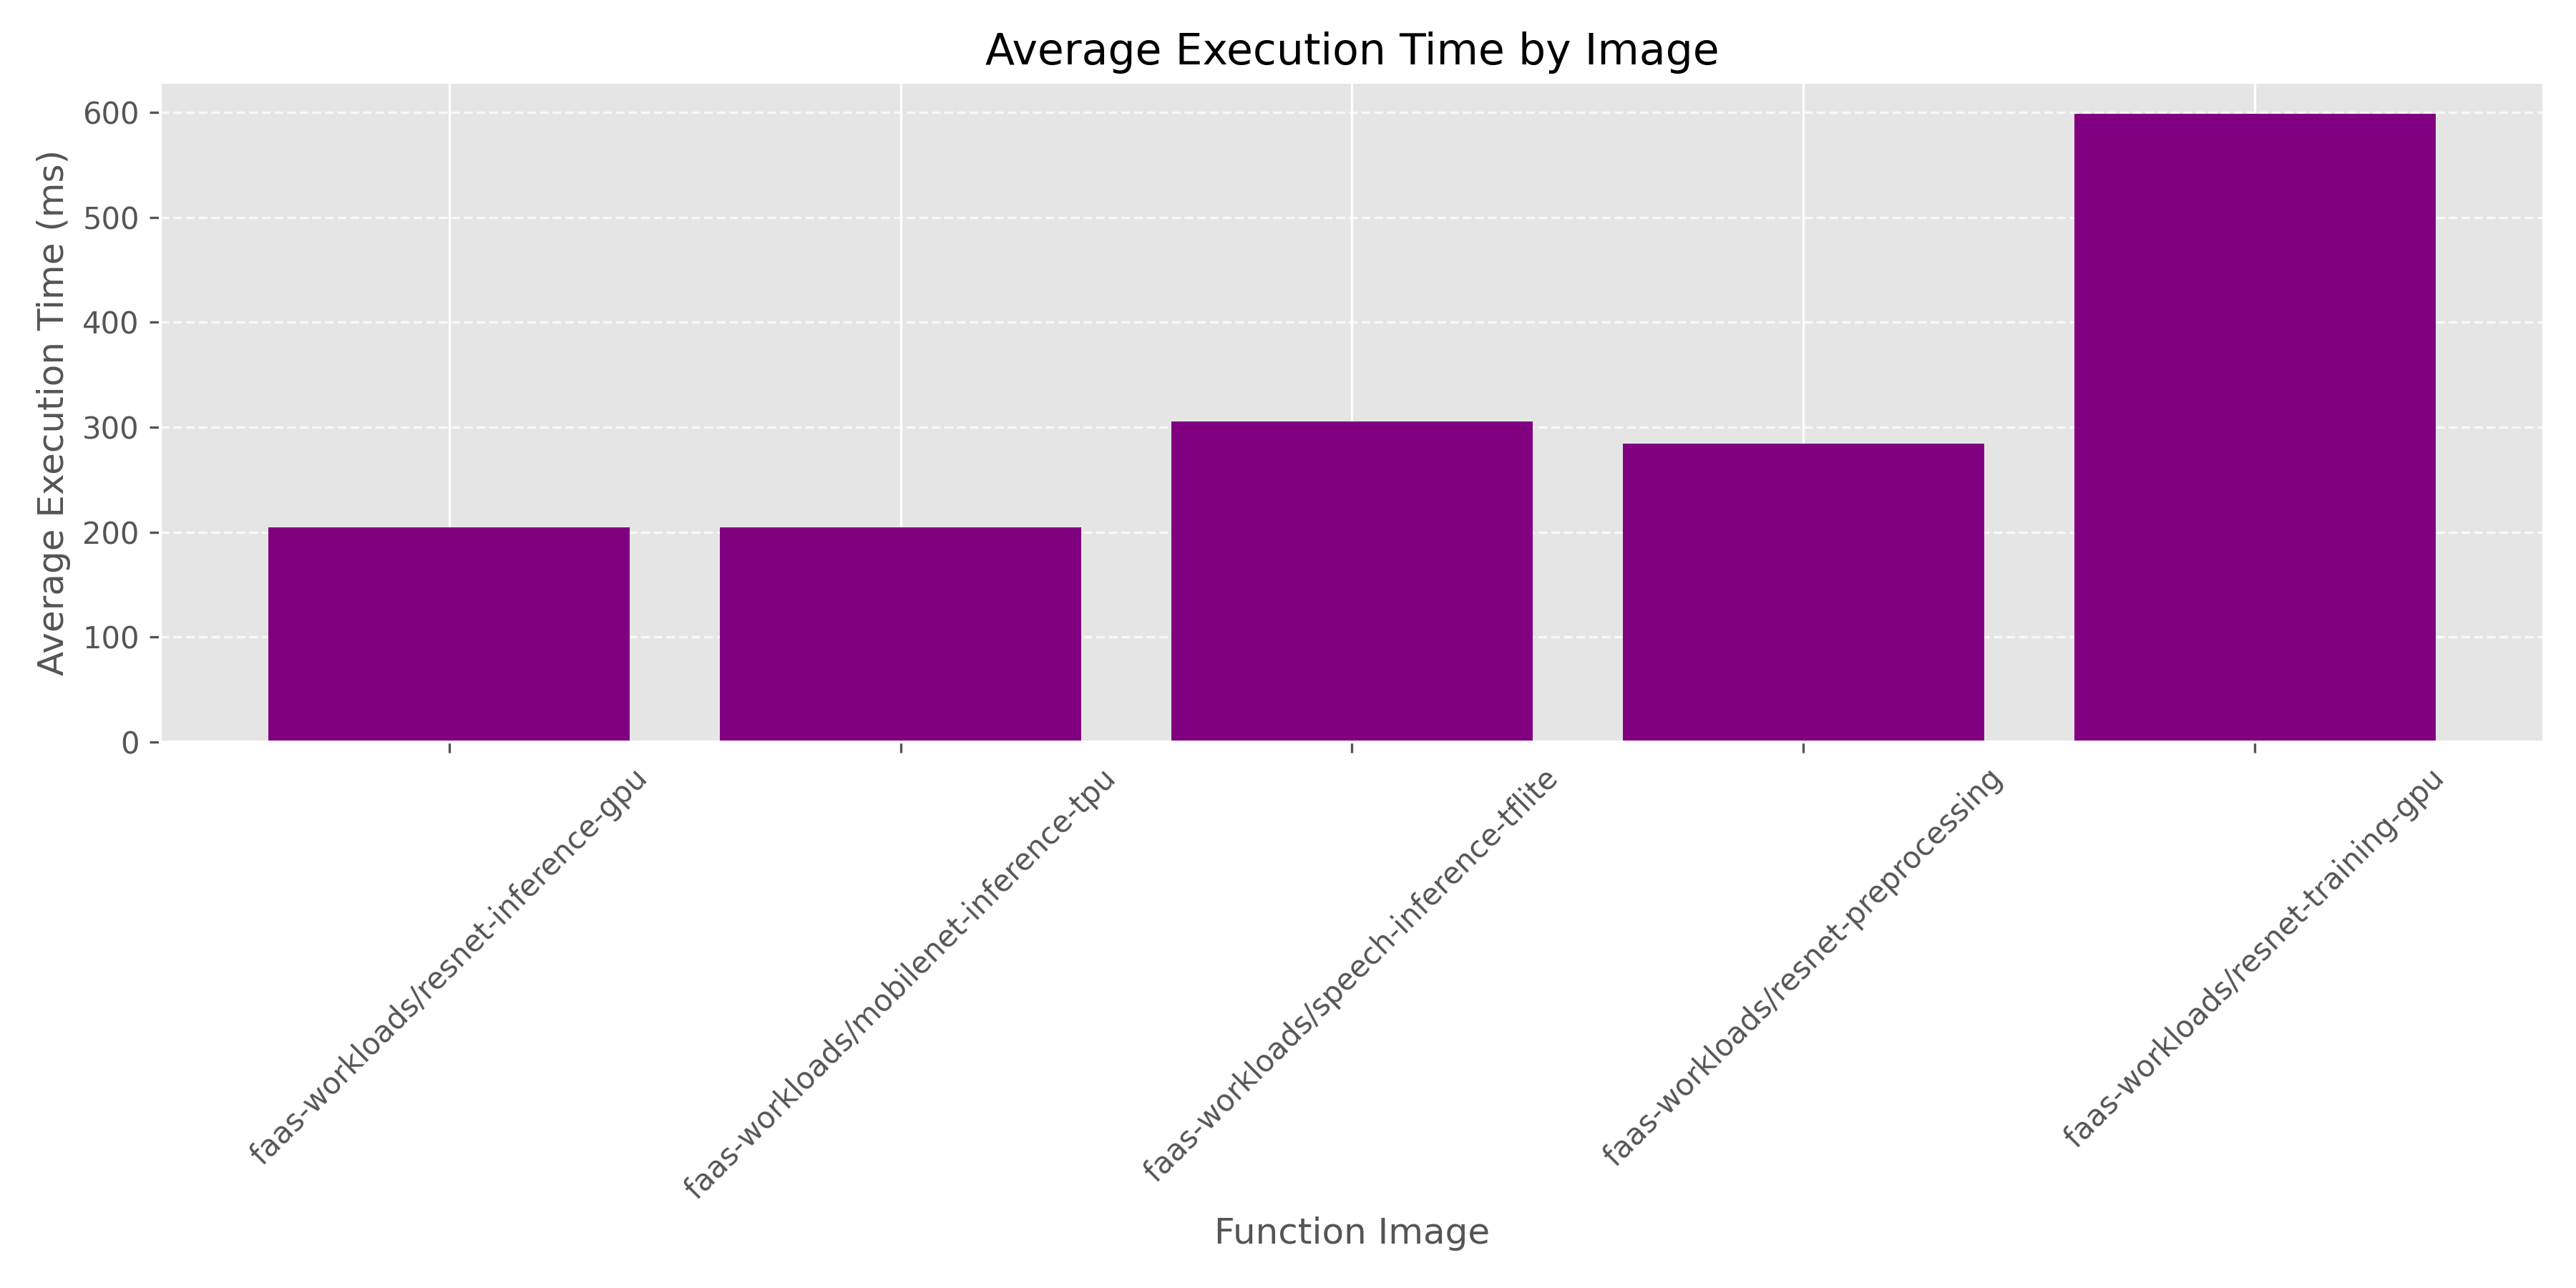 Average Execution Time by Image
Average Execution Time (ms)
600
500
400
300
200
100
0
faas-workloads/resnet-inference-gpu
faas-workloads/mobilenet-inference-tpu
faas-workloads/speech-inference-tflite
faas-workloads/resnet-preprocessing
faas-workloads/resnet-training-gpu
Function Image